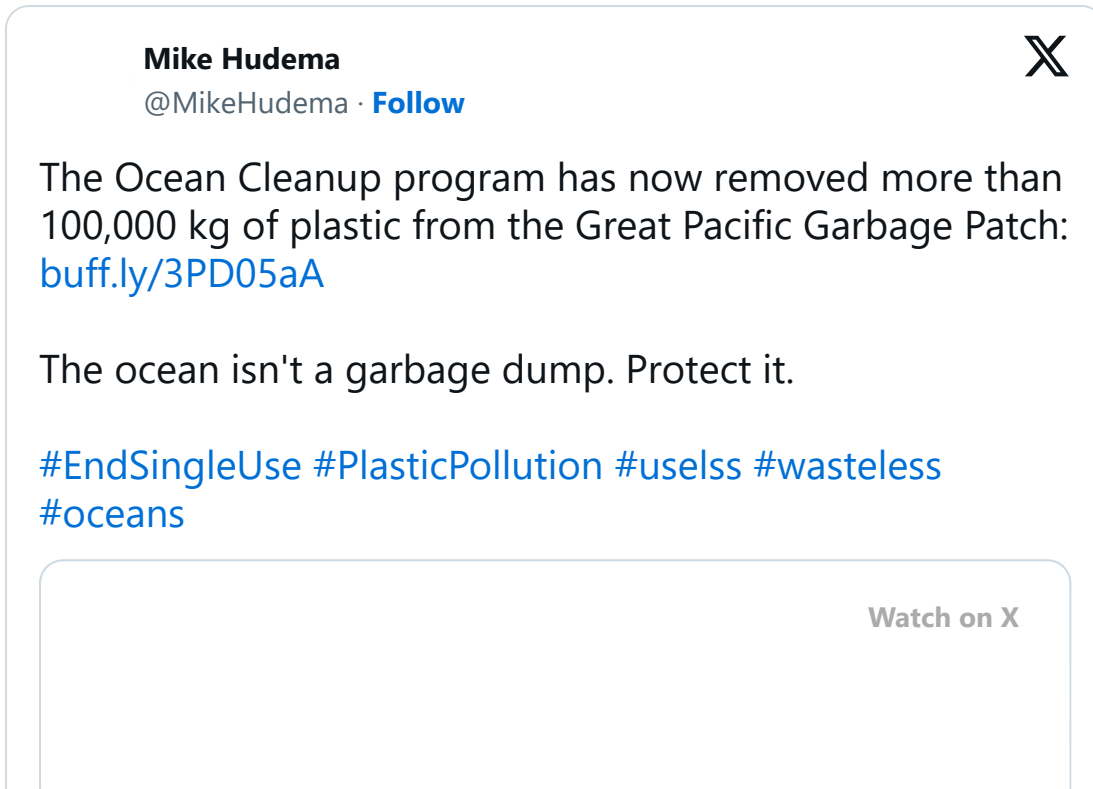 Mike Hudema
@MikeHudema · Follow
The Ocean Cleanup program has now removed more than
100,000 kg of plastic from the Great Pacific Garbage Patch:
buff.ly/3PD05aA
The ocean isn't a garbage dump. Protect it.
#EndSingleUse #PlasticPollution #uselss #wasteless
#oceans
Watch on X